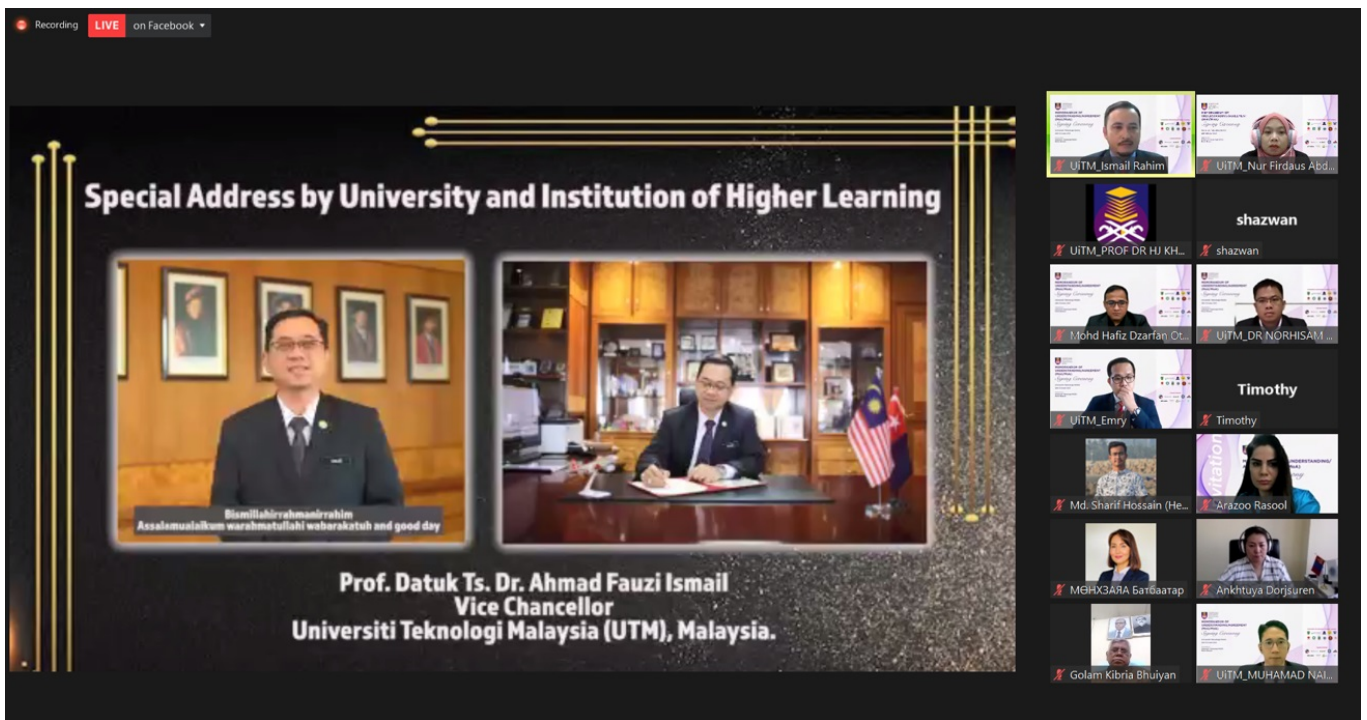 Recording LIVE on Facebook
Special Address by University and Institution of Higher Learning
Bismillahirrahmanirrahim
Assalamualaikum warahmatullahi wabarakatuh and good day
Prof. Datuk Ts. Dr. Ahmad Fauzi Ismail
Vice Chancellor
Universiti Teknologi Malaysia (UTM), Malaysia.
UiTM_Ismail Rahim
UiTM_Nur Firdaus Abd...
UiTM_PROF DR HJ KH...
shazwan
shazwan
Mohd Hafiz Dzarfan Ot...
UiTM_DR NORHISAM ...
UiTM_Emry
Timothy
Timothy
Md. Sharif Hossain (He...
Arazoo Rasool
МӨНХЗАЯА Батбаатар
Ankhtuya Dorjsuren
Golam Kibria Bhuiyan
UiTM_MUHAMAD NAI...